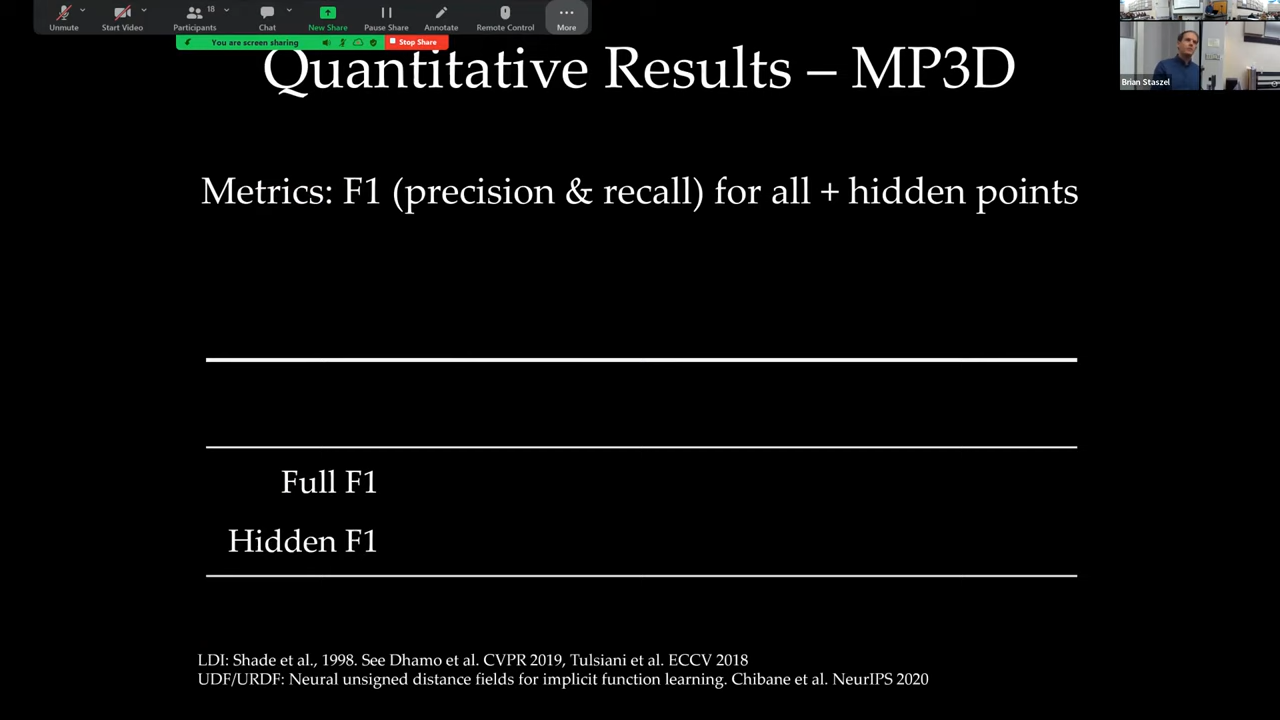 Unmute
Start Video
18
Participants
Chat
New Share
Pause Share
Annotate
Remote Control
More
You are screen sharing
Stop Share
Brian Staszel
Quantitative Results – MP3D
Metrics: F1 (precision & recall) for all + hidden points
Full F1
Hidden F1
LDI: Shade et al., 1998. See Dhamo et al. CVPR 2019, Tulsiani et al. ECCV 2018
UDF/URDF: Neural unsigned distance fields for implicit function learning. Chibane et al. NeurIPS 2020